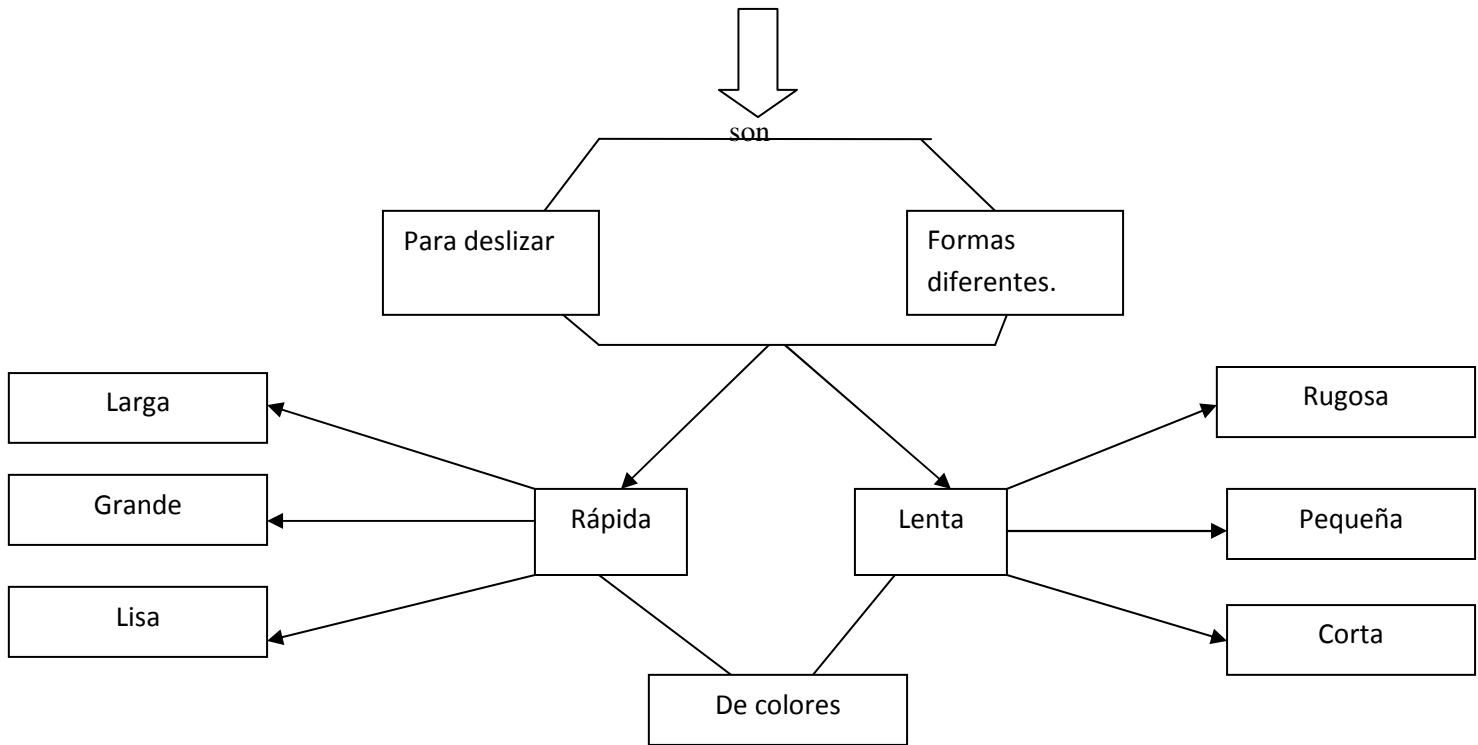 son
Para deslizar
Formas
diferentes.
Larga
Rugosa
Grande
Rápida
Lenta
Pequeña
Lisa
Corta
De colores